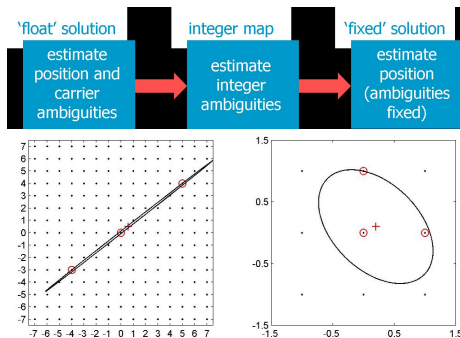 ‘float’ solution
integer map
‘fixed’ solution
estimate
position and
carrier
ambiguities
estimate
integer
ambiguities
estimate
position
(ambiguities
fixed)
7
6
5
4
3
2
1
0
-1
-2
-3
-4
-5
-6
-7
-7 -6 -5 -4 -3 -2 -1 0 1 2 3 4 5 6 7
1.5
0.5
-0.5
-1.5
-1.5 -0.5 0.5 1.5